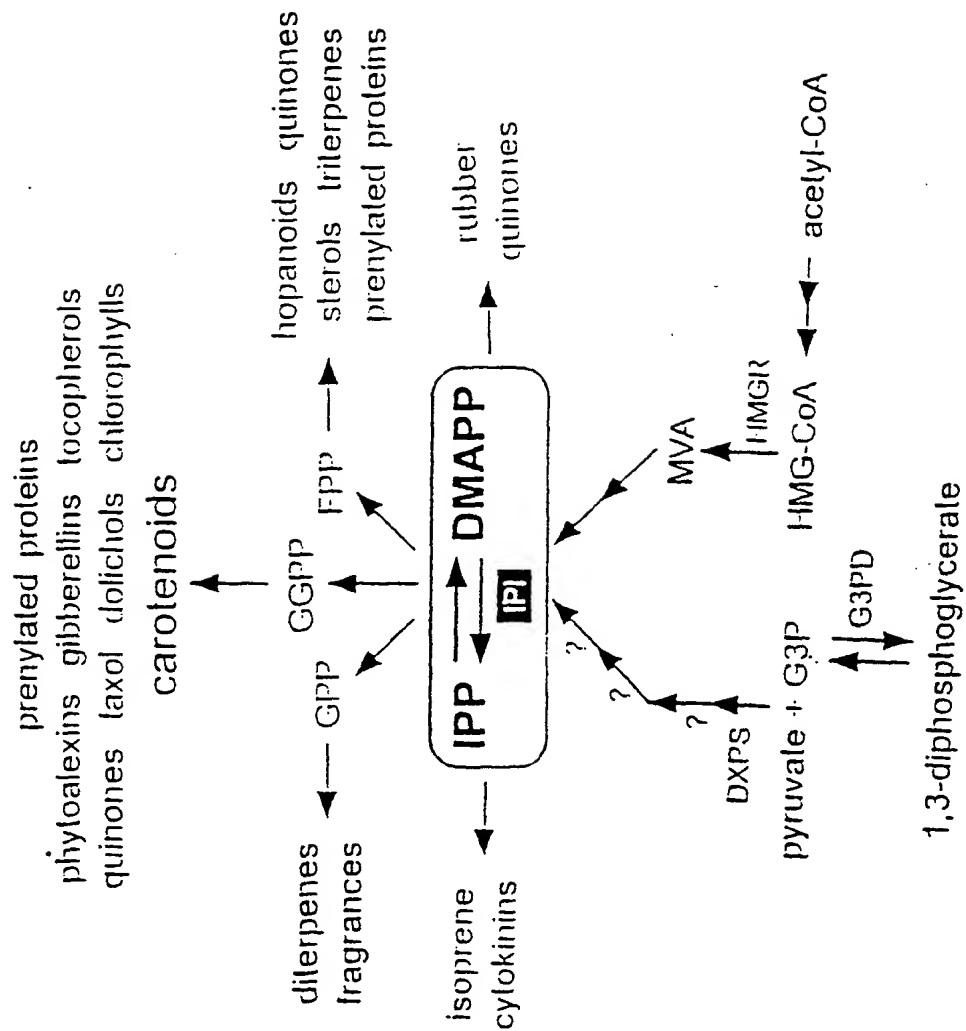 prenylated proteins
phytoalexins gibberellins tocopherols
quinones taxol dolichols chlorophylls
carotenoids
hopanoids quinones
sterols triterpenes
prenylated proteins
diterpenes
fragrances
GPP
GGPP
FPP
rubber
quinones
isoprene
cytokinins
IPP
DMAPP
IPI
?
?
?
DXPS
MVA
HMGR
pyruvate + G3P
HMG-CoA
acetyl-CoA
G3PD
1,3-diphosphoglycerate